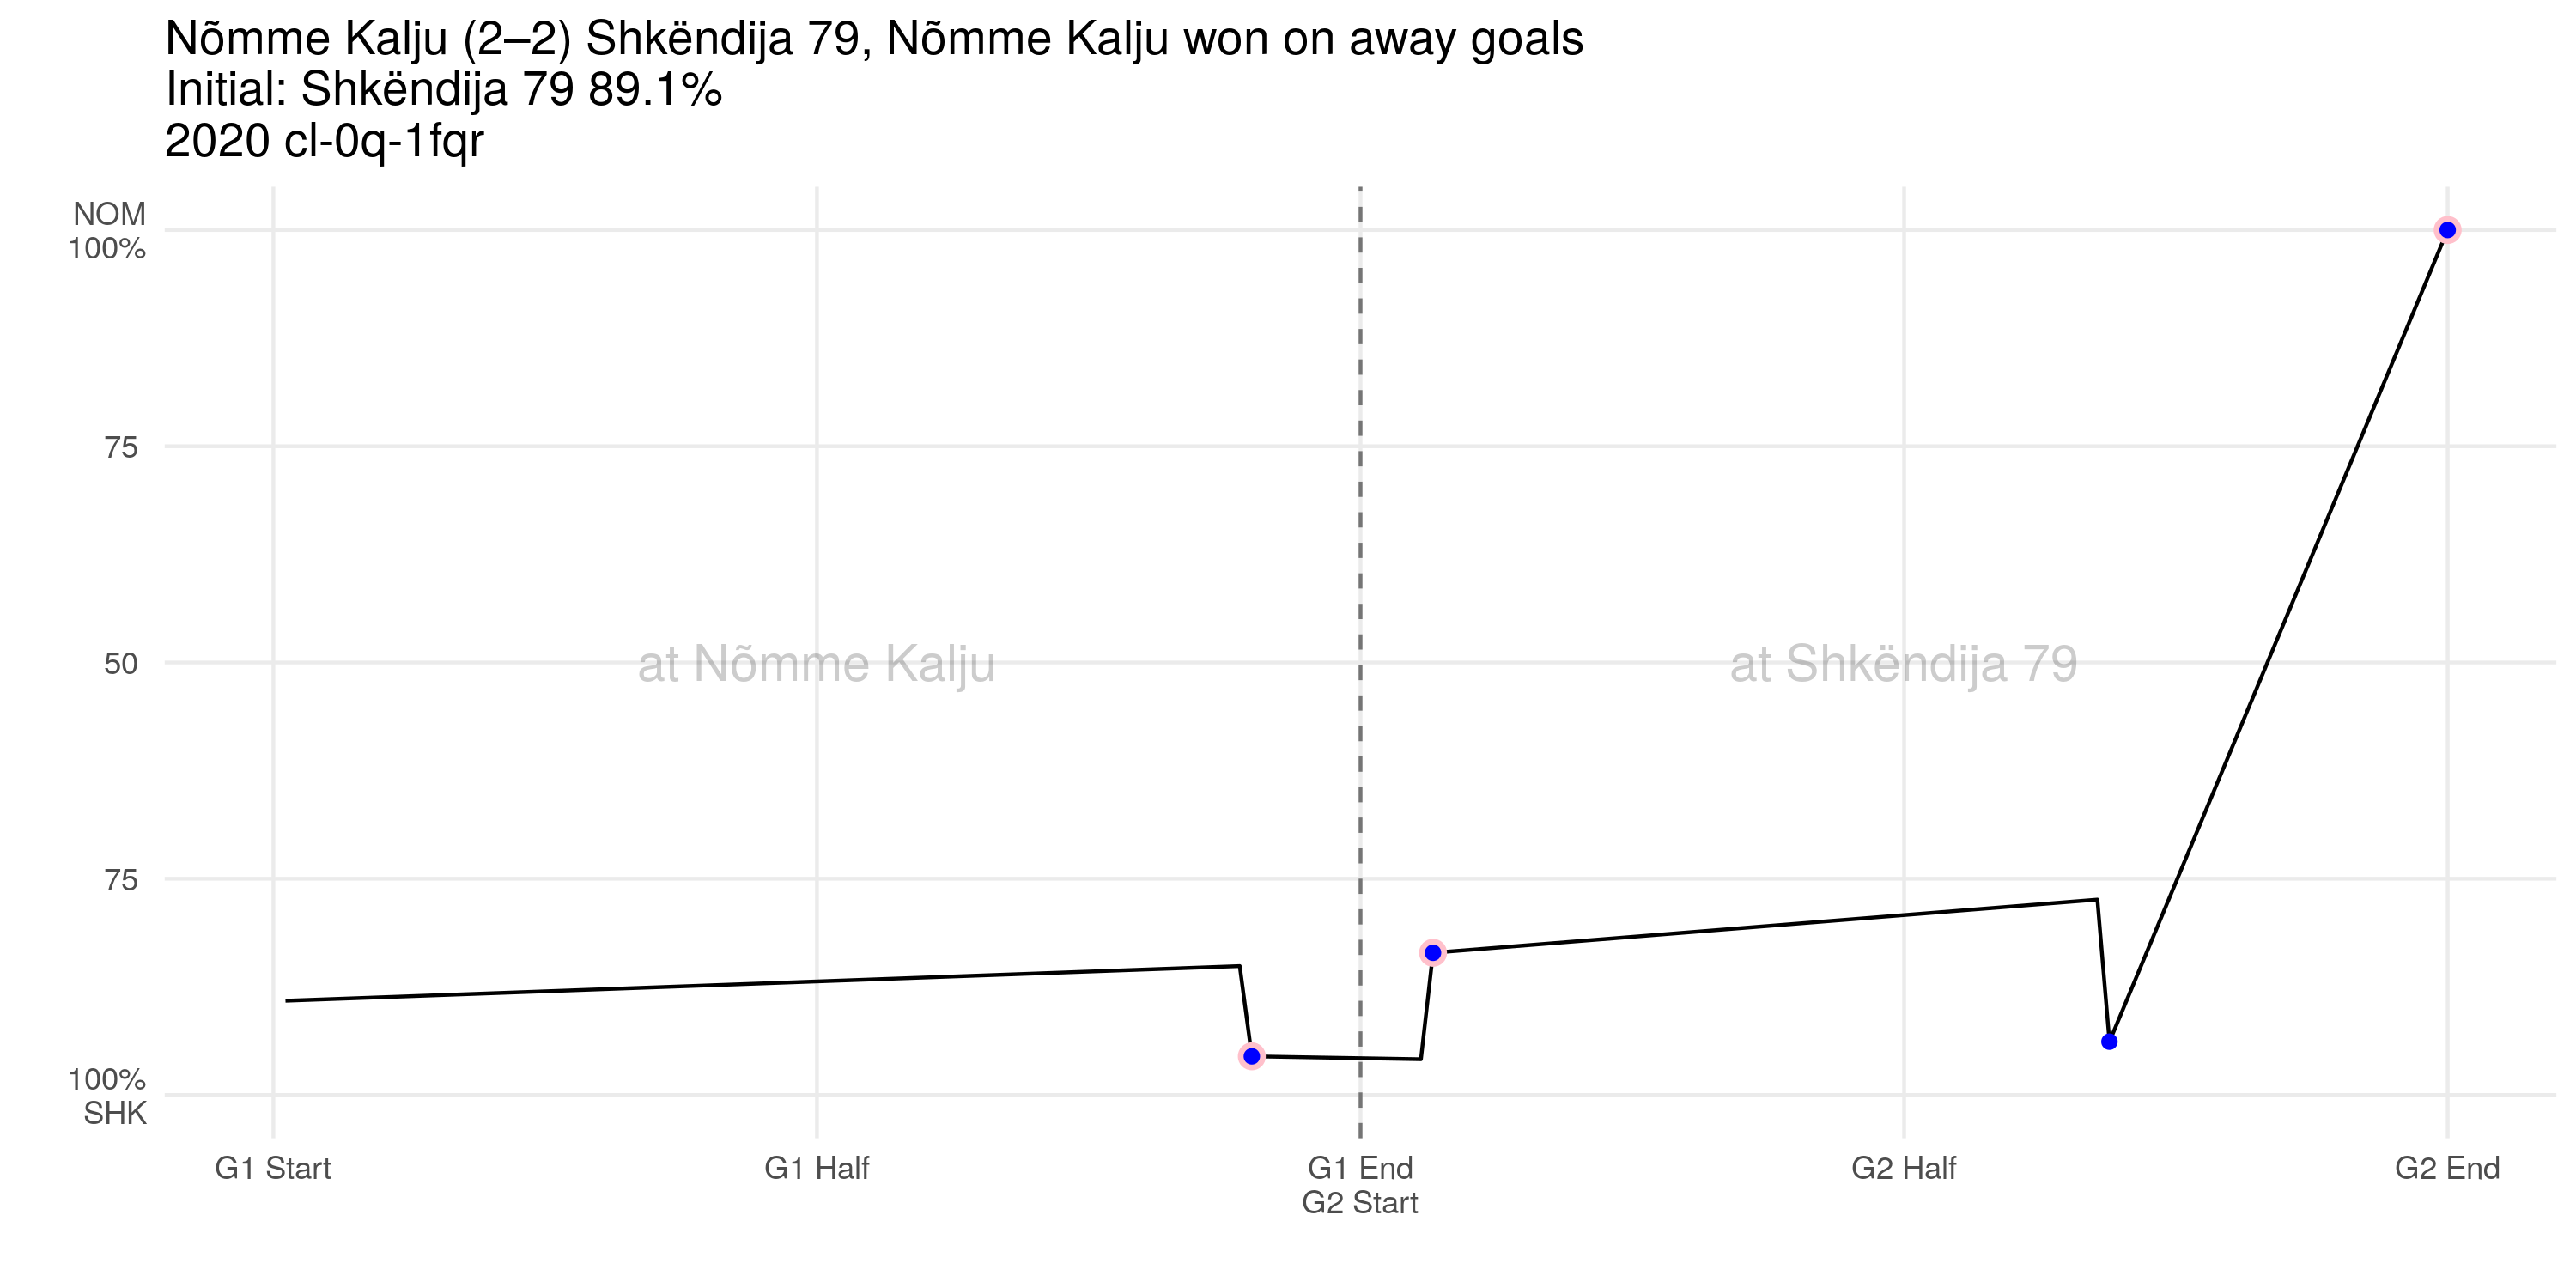 Nõmme Kalju (2–2) Shkëndija 79, Nõmme Kalju won on away goals
Initial: Shkëndija 79 89.1%
2020 cl-0q-1fqr
NOM
100%
75
50
75
100%
SHK
at Nõmme Kalju
at Shkëndija 79
G1 Start
G1 Half
G1 End
G2 Start
G2 Half
G2 End